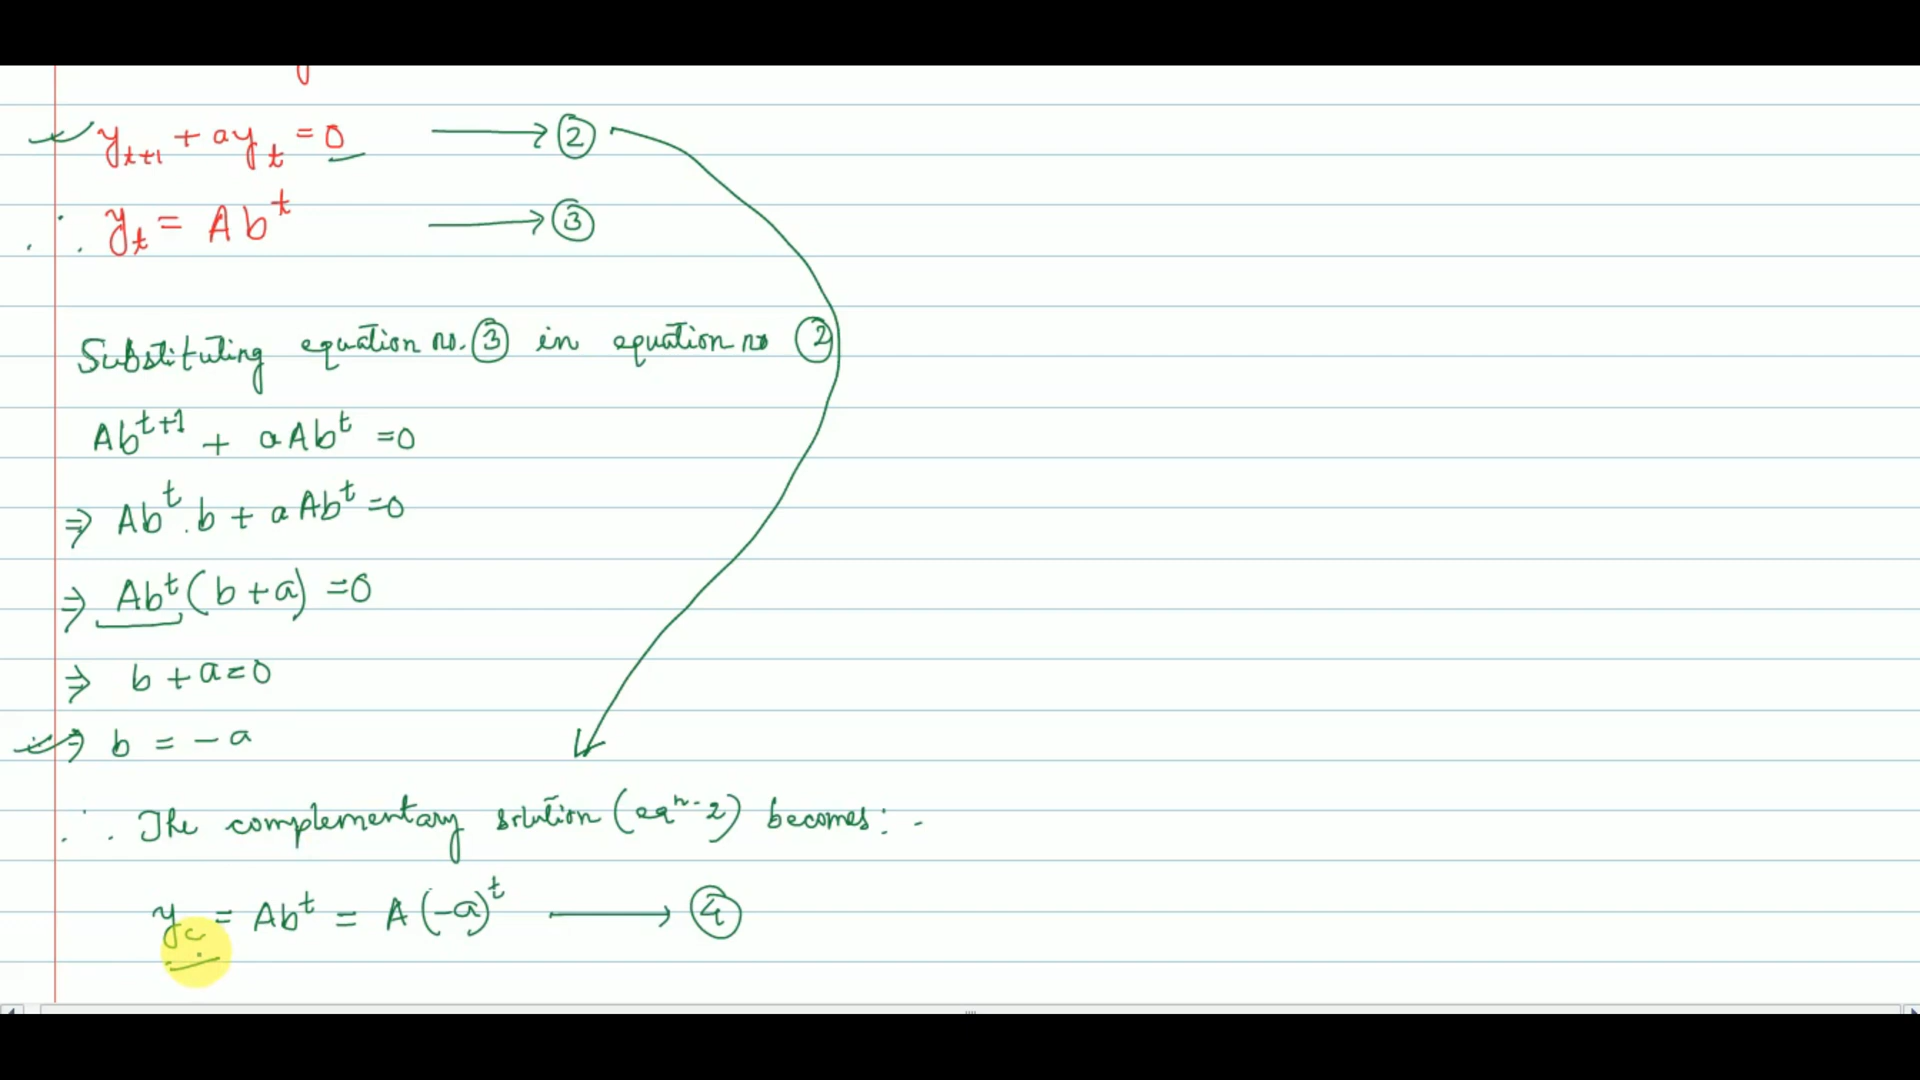 y_{t+1} + ay_t = 0 ⟶ ②
∴ y_t = Ab^t ⟶ ③
Substituting equation no. ③ in equation no ②
Ab^{t+1} + aAb^t = 0
⇒ Ab^t . b + aAb^t = 0
⇒ Ab^t (b + a) = 0
⇒ b + a = 0
⇒ b = - a
∴ The complementary solution (eq^n - 2) becomes : -
y_c = Ab^t = A (-a)^t ⟶ ④